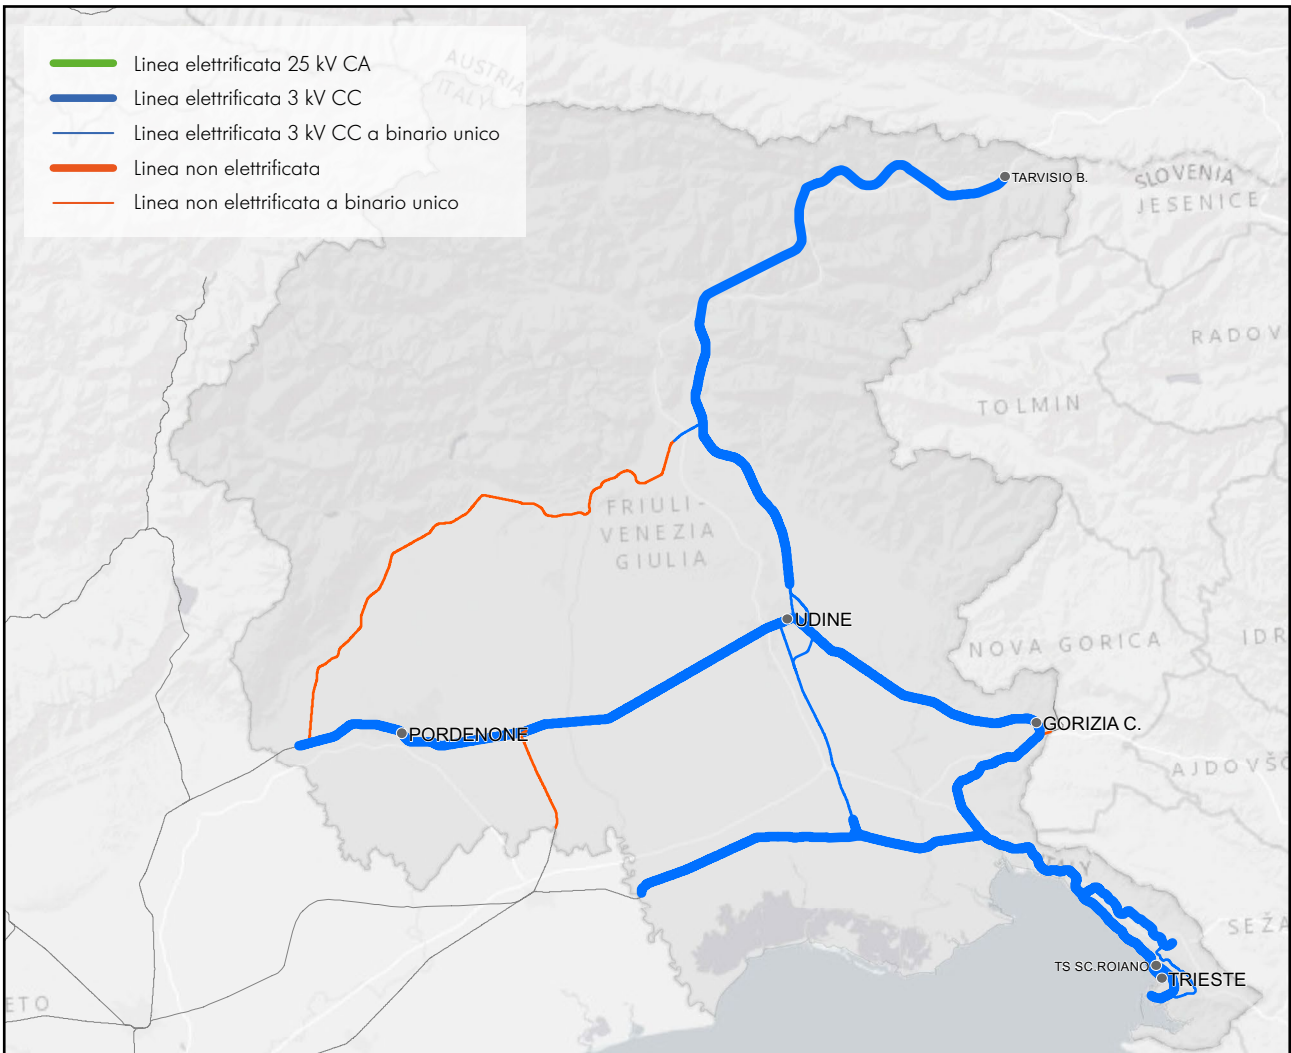 Linea elettrificata 25 kV CA
Linea elettrificata 3 kV CC
Linea elettrificata 3 kV CC a binario unico
Linea non elettrificata
Linea non elettrificata a binario unico
AUSTRIA
ITALY
TARVISIO B.
SLOVENIA
JESENICE
RADOV
TOLMIN
FRIULI-
VENEZIA
GIULIA
UDINE
NOVA GORICA
IDR
PORDENONE
GORIZIA C.
AJDOVŠČ
ITALY
SEŽA
TS SC.ROIANO
TRIESTE
ETO